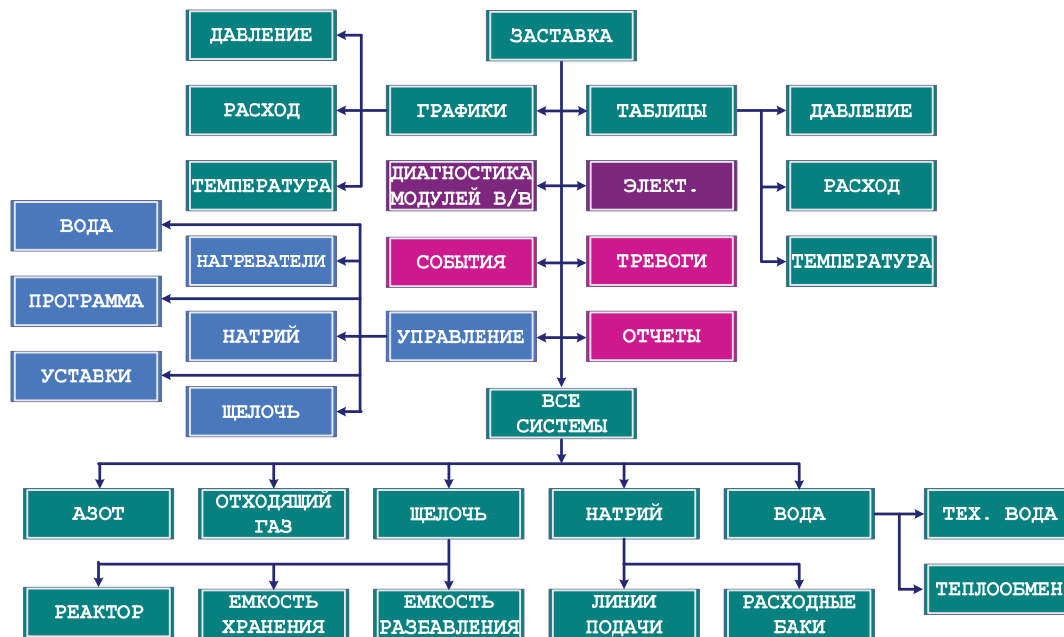 ДАВЛЕНИЕ
ЗАСТАВКА
РАСХОД
ГРАФИКИ
ТАБЛИЦЫ
ДАВЛЕНИЕ
ТЕМПЕРАТУРА
ДИАГНОСТИКА
МОДУЛЕЙ В/В
ЭЛЕКТ.
РАСХОД
ВОДА
НАГРЕВАТЕЛИ
СОБЫТИЯ
ТРЕВОГИ
ТЕМПЕРАТУРА
ПРОГРАММА
НАТРИЙ
УПРАВЛЕНИЕ
ОТЧЕТЫ
УСТАВКИ
ЩЕЛОЧЬ
ВСЕ
СИСТЕМЫ
АЗОТ
ОТХОДЯЩИЙ
ГАЗ
ЩЕЛОЧЬ
НАТРИЙ
ВОДА
ТЕХ. ВОДА
РЕАКТОР
ЕМКОСТЬ
ХРАНЕНИЯ
ЕМКОСТЬ
РАЗБАВЛЕНИЯ
ЛИНИИ
ПОДАЧИ
РАСХОДНЫЕ
БАКИ
ТЕПЛООБМЕН